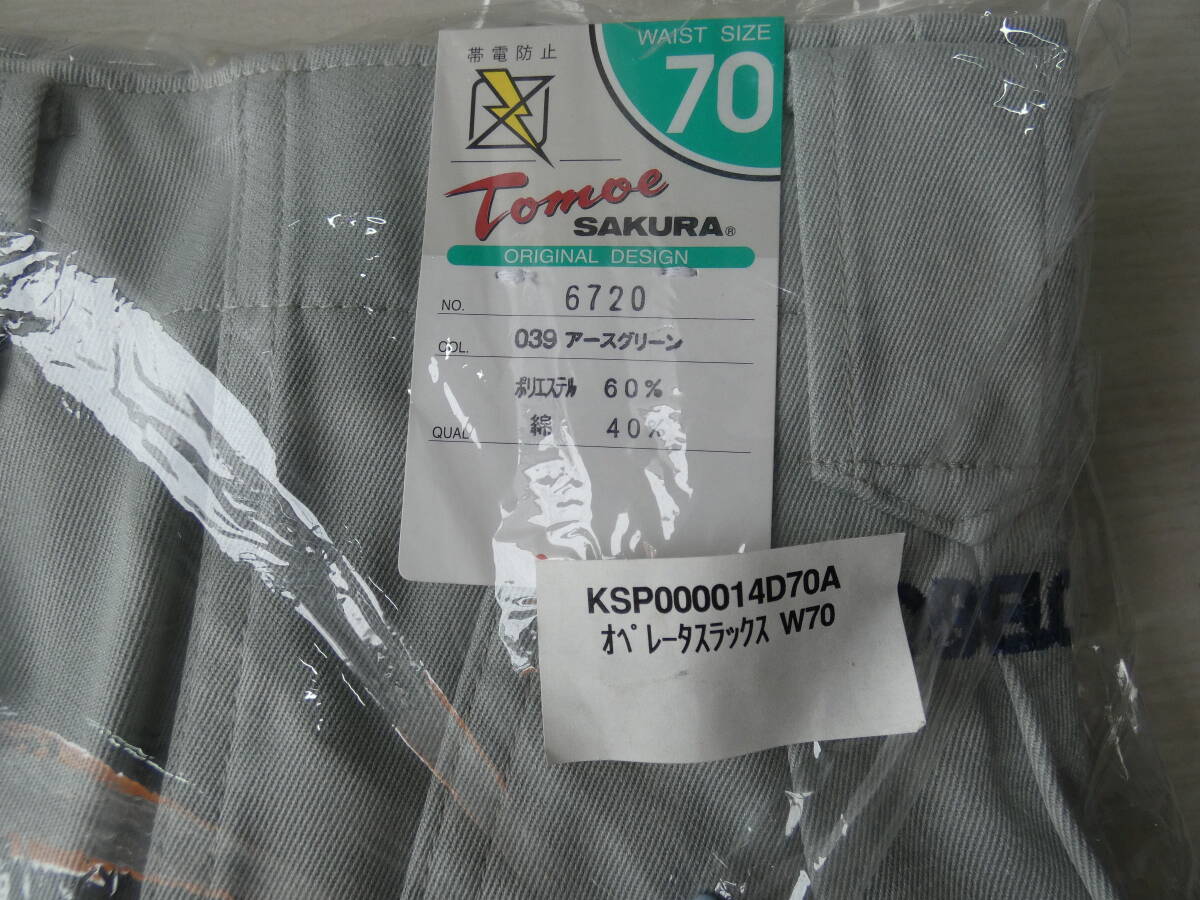 帯電防止
WAIST SIZE
70
Tomoe
SAKURA®
ORIGINAL DESIGN
NO. 6720
COL. 039 アースグリーン
ポリエステル 60%
QUAL 綿 40%
KSP000014D70A
オペレータスラックス W70